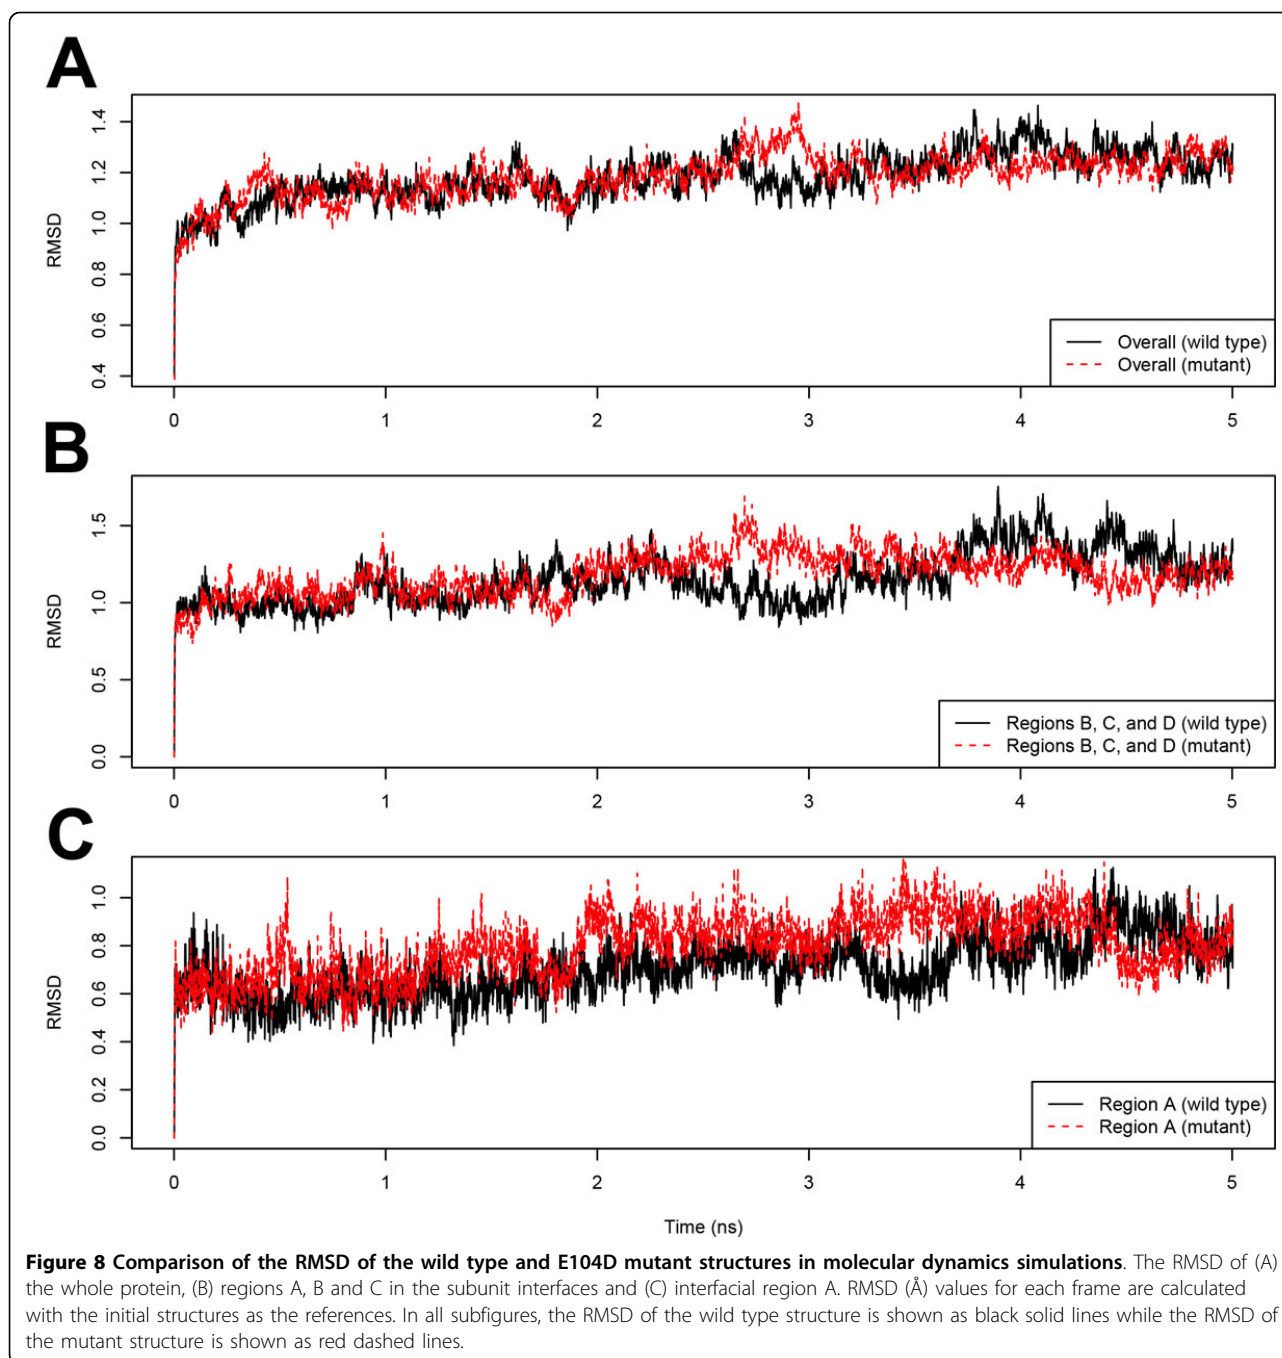 A
RMSD
0.4 0.6 0.8 1.0 1.2 1.4
Overall (wild type)
Overall (mutant)
0 1 2 3 4 5
B
RMSD
0.0 0.5 1.0 1.5
Regions B, C, and D (wild type)
Regions B, C, and D (mutant)
0 1 2 3 4 5
C
RMSD
0.0 0.2 0.4 0.6 0.8 1.0
Region A (wild type)
Region A (mutant)
0 1 2 3 4 5
Time (ns)
Figure 8 Comparison of the RMSD of the wild type and E104D mutant structures in molecular dynamics simulations. The RMSD of (A)
the whole protein, (B) regions A, B and C in the subunit interfaces and (C) interfacial region A. RMSD (Å) values for each frame are calculated
with the initial structures as the references. In all subfigures, the RMSD of the wild type structure is shown as black solid lines while the RMSD of
the mutant structure is shown as red dashed lines.